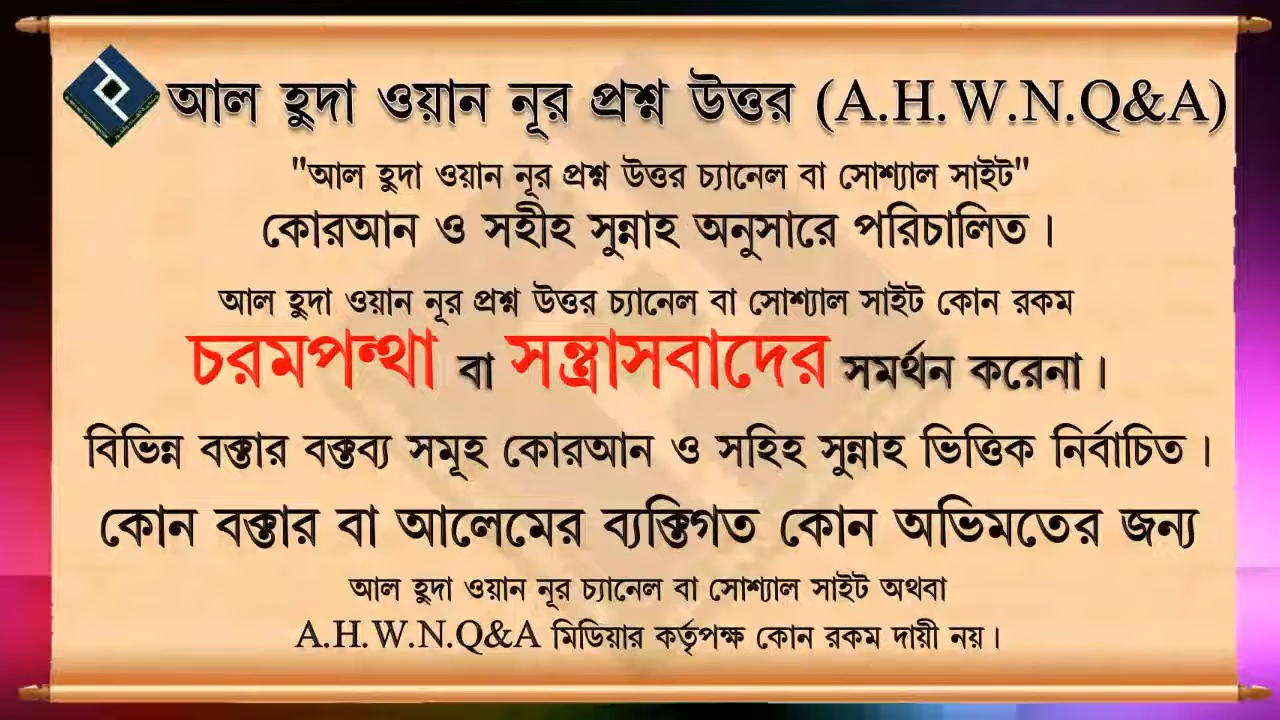 আল হুদা ওয়ান নূর প্রশ্ন উত্তর (A.H.W.N.Q&A)
"আল হুদা ওয়ান নূর প্রশ্ন উত্তর চ্যানেল বা সোশ্যাল সাইট"
কোরআন ও সহীহ সুন্নাহ অনুসারে পরিচালিত।
আল হুদা ওয়ান নূর প্রশ্ন উত্তর চ্যানেল বা সোশ্যাল সাইট কোন রকম
চরমপন্থা বা সন্ত্রাসবাদের সমর্থন করেনা।
বিভিন্ন বক্তার বক্তব্য সমূহ কোরআন ও সহিহ সুন্নাহ ভিত্তিক নির্বাচিত।
কোন বক্তার বা আলেমের ব্যক্তিগত কোন অভিমতের জন্য
আল হুদা ওয়ান নূর চ্যানেল বা সোশ্যাল সাইট অথবা
A.H.W.N.Q&A মিডিয়ার কর্তৃপক্ষ কোন রকম দায়ী নয়।